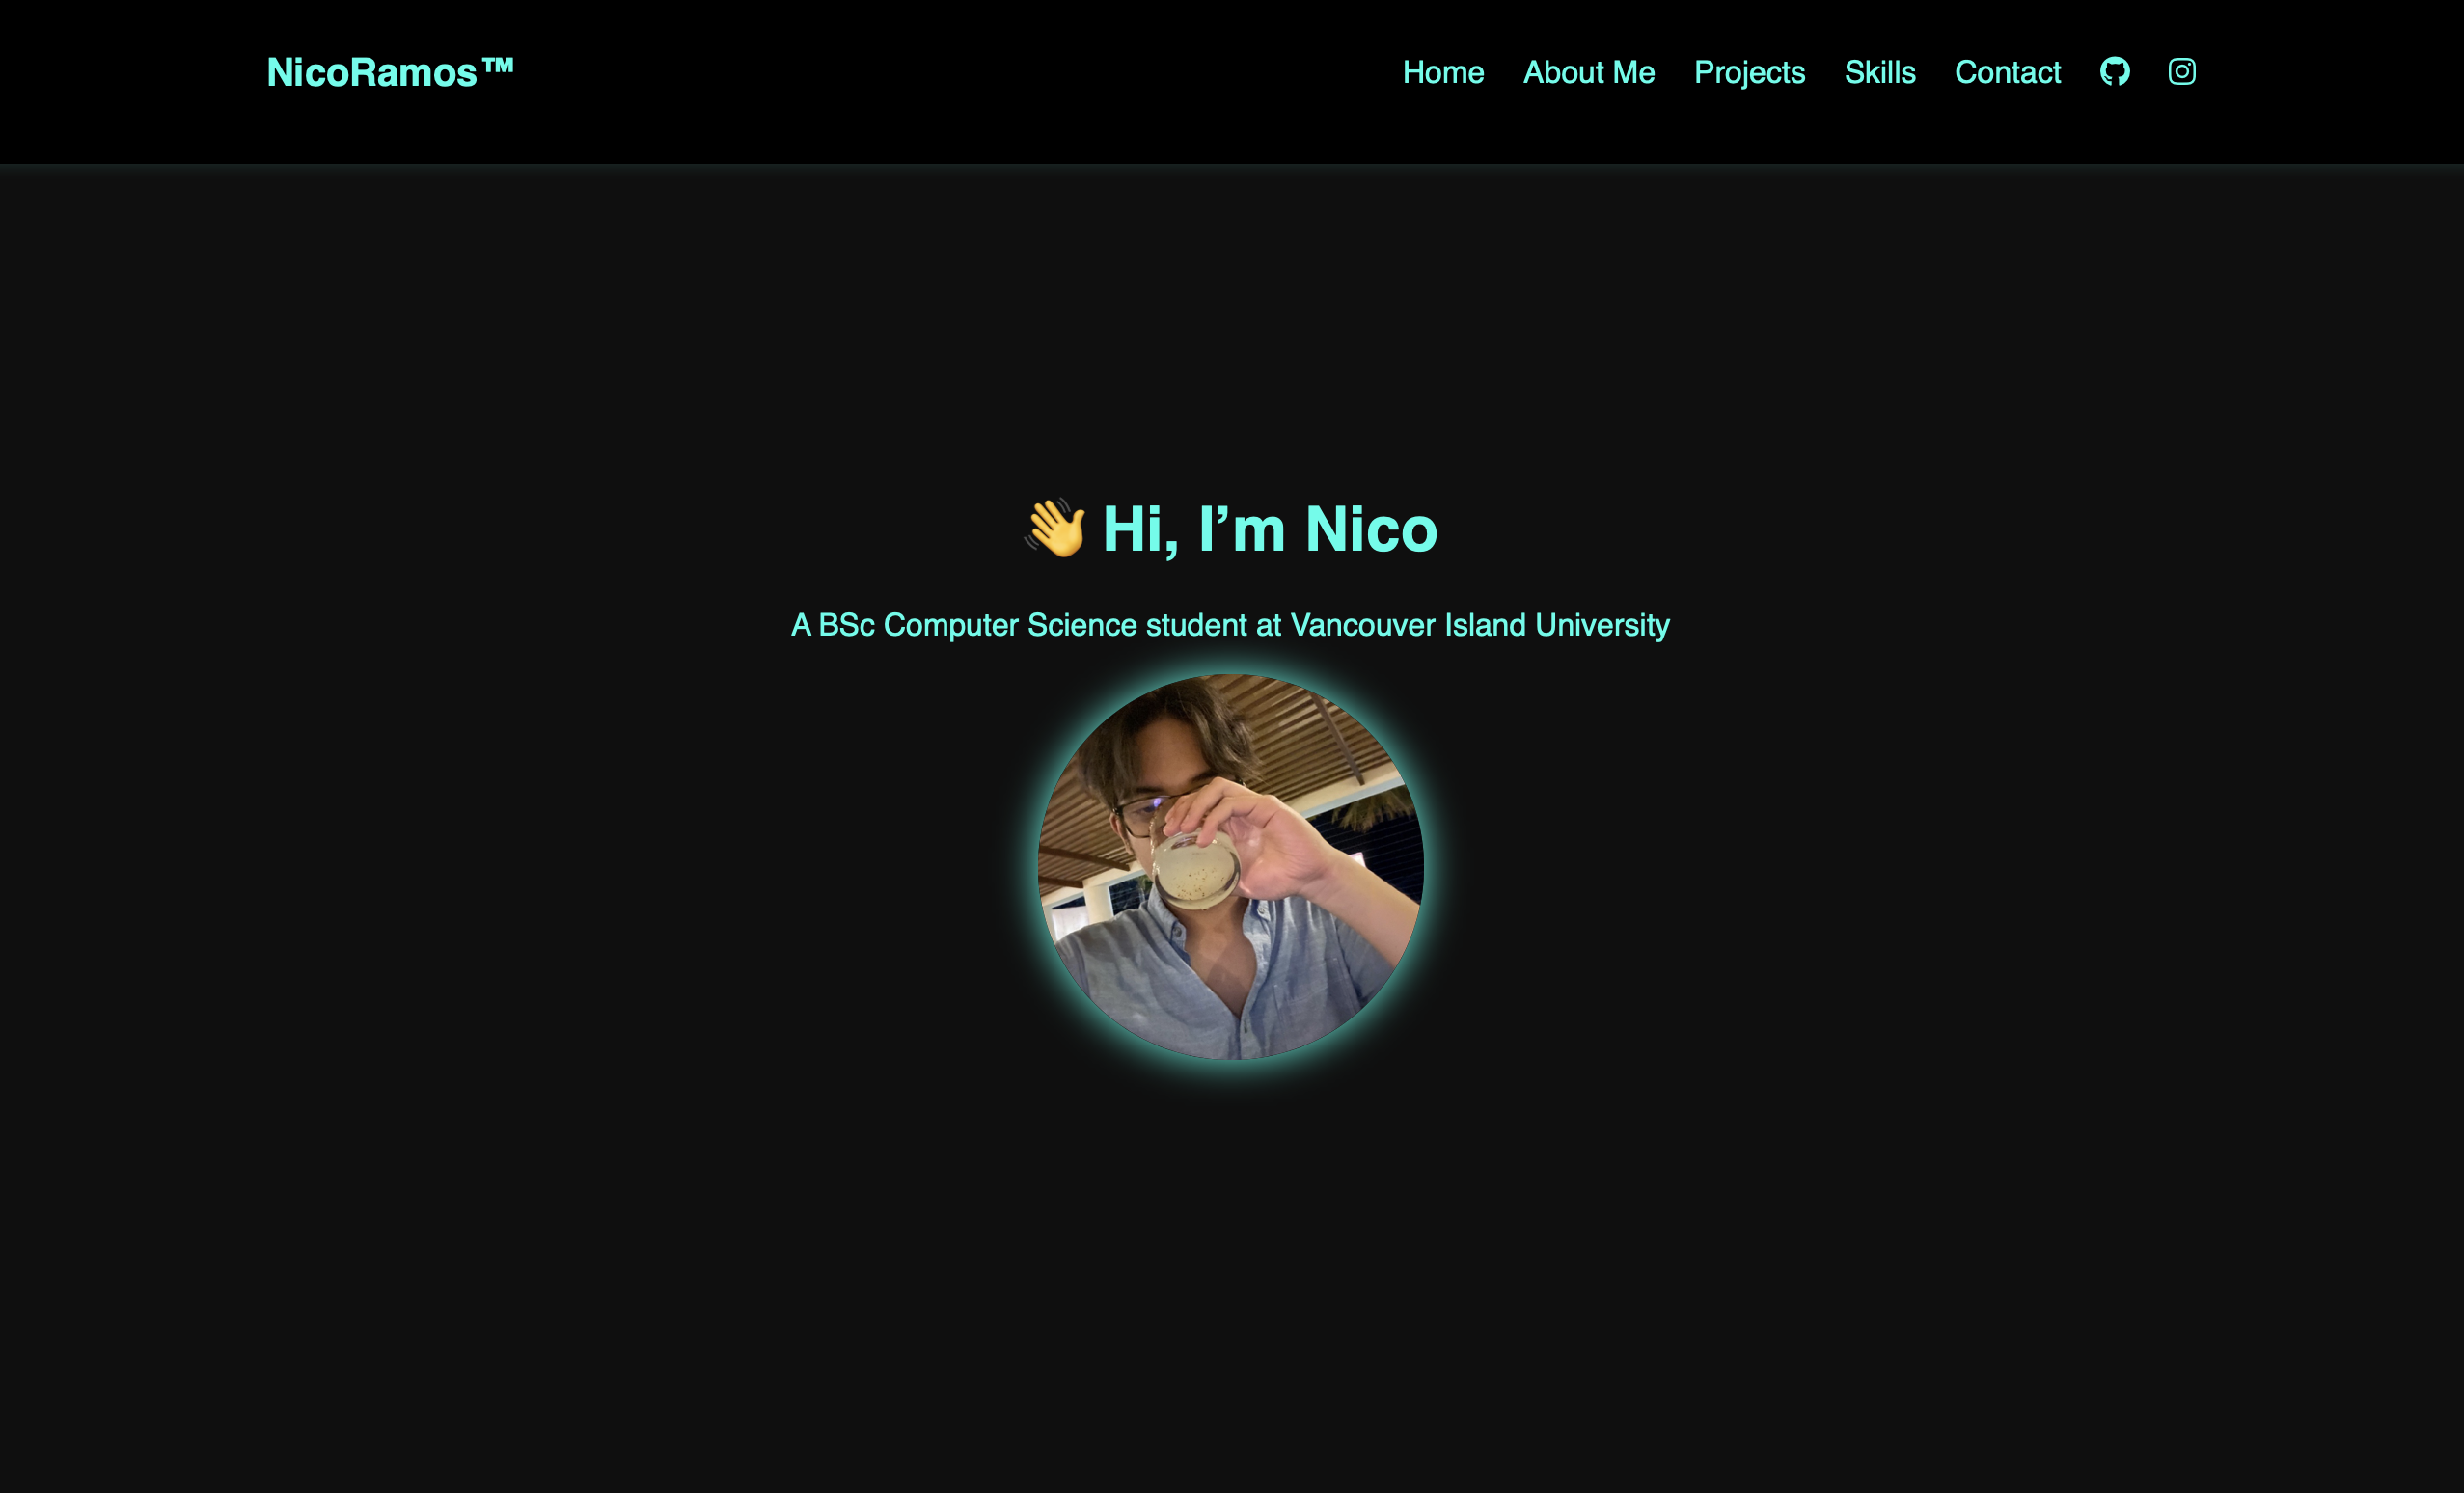 NicoRamos™
Home About Me Projects Skills Contact
👋 Hi, I’m Nico
A BSc Computer Science student at Vancouver Island University